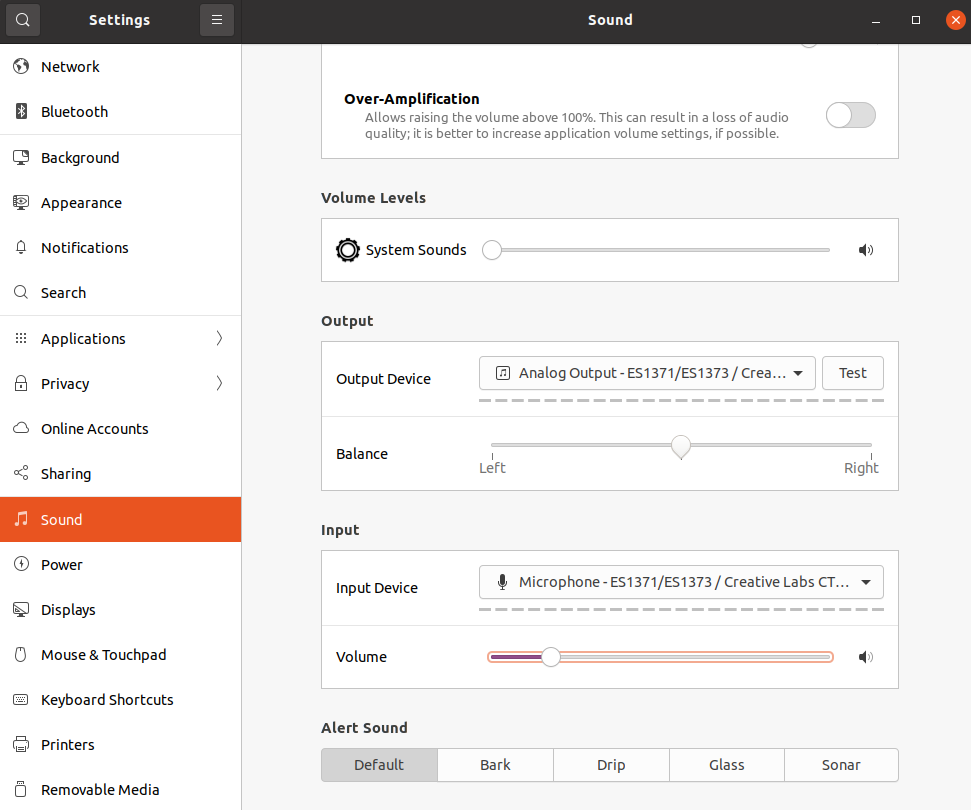 Settings
Sound
Network
Bluetooth
Background
Appearance
Notifications
Search
Applications
Privacy
Online Accounts
Sharing
Sound
Power
Displays
Mouse & Touchpad
Keyboard Shortcuts
Printers
Removable Media
Over-Amplification
Allows raising the volume above 100%. This can result in a loss of audio
quality; it is better to increase application volume settings, if possible.
Volume Levels
System Sounds
Output
Output Device
Analog Output - ES1371/ES1373 / Crea…
Test
Balance
Left
Right
Input
Input Device
Microphone - ES1371/ES1373 / Creative Labs CT…
Volume
Alert Sound
Default
Bark
Drip
Glass
Sonar